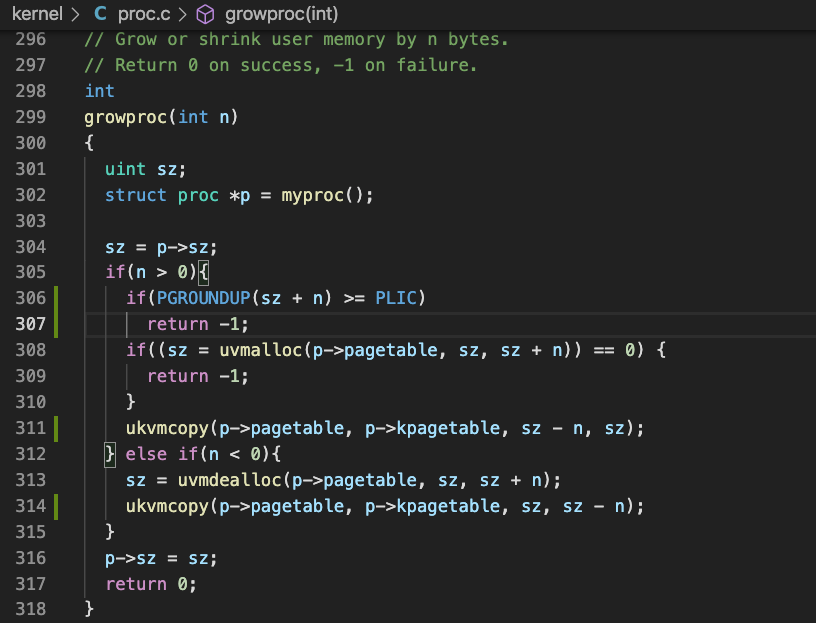 kernel > C proc.c > growproc(int)
296 // Grow or shrink user memory by n bytes.
297 // Return 0 on success, -1 on failure.
298 int
299 growproc(int n)
300 {
301   uint sz;
302   struct proc *p = myproc();
303
304   sz = p->sz;
305   if(n > 0){
306     if(PGROUNDUP(sz + n) >= PLIC)
307       return -1;
308     if((sz = uvmalloc(p->pagetable, sz, sz + n)) == 0) {
309       return -1;
310     }
311     ukvmcopy(p->pagetable, p->kpagetable, sz - n, sz);
312   } else if(n < 0){
313     sz = uvmdealloc(p->pagetable, sz, sz + n);
314     ukvmcopy(p->pagetable, p->kpagetable, sz, sz - n);
315   }
316   p->sz = sz;
317   return 0;
318 }